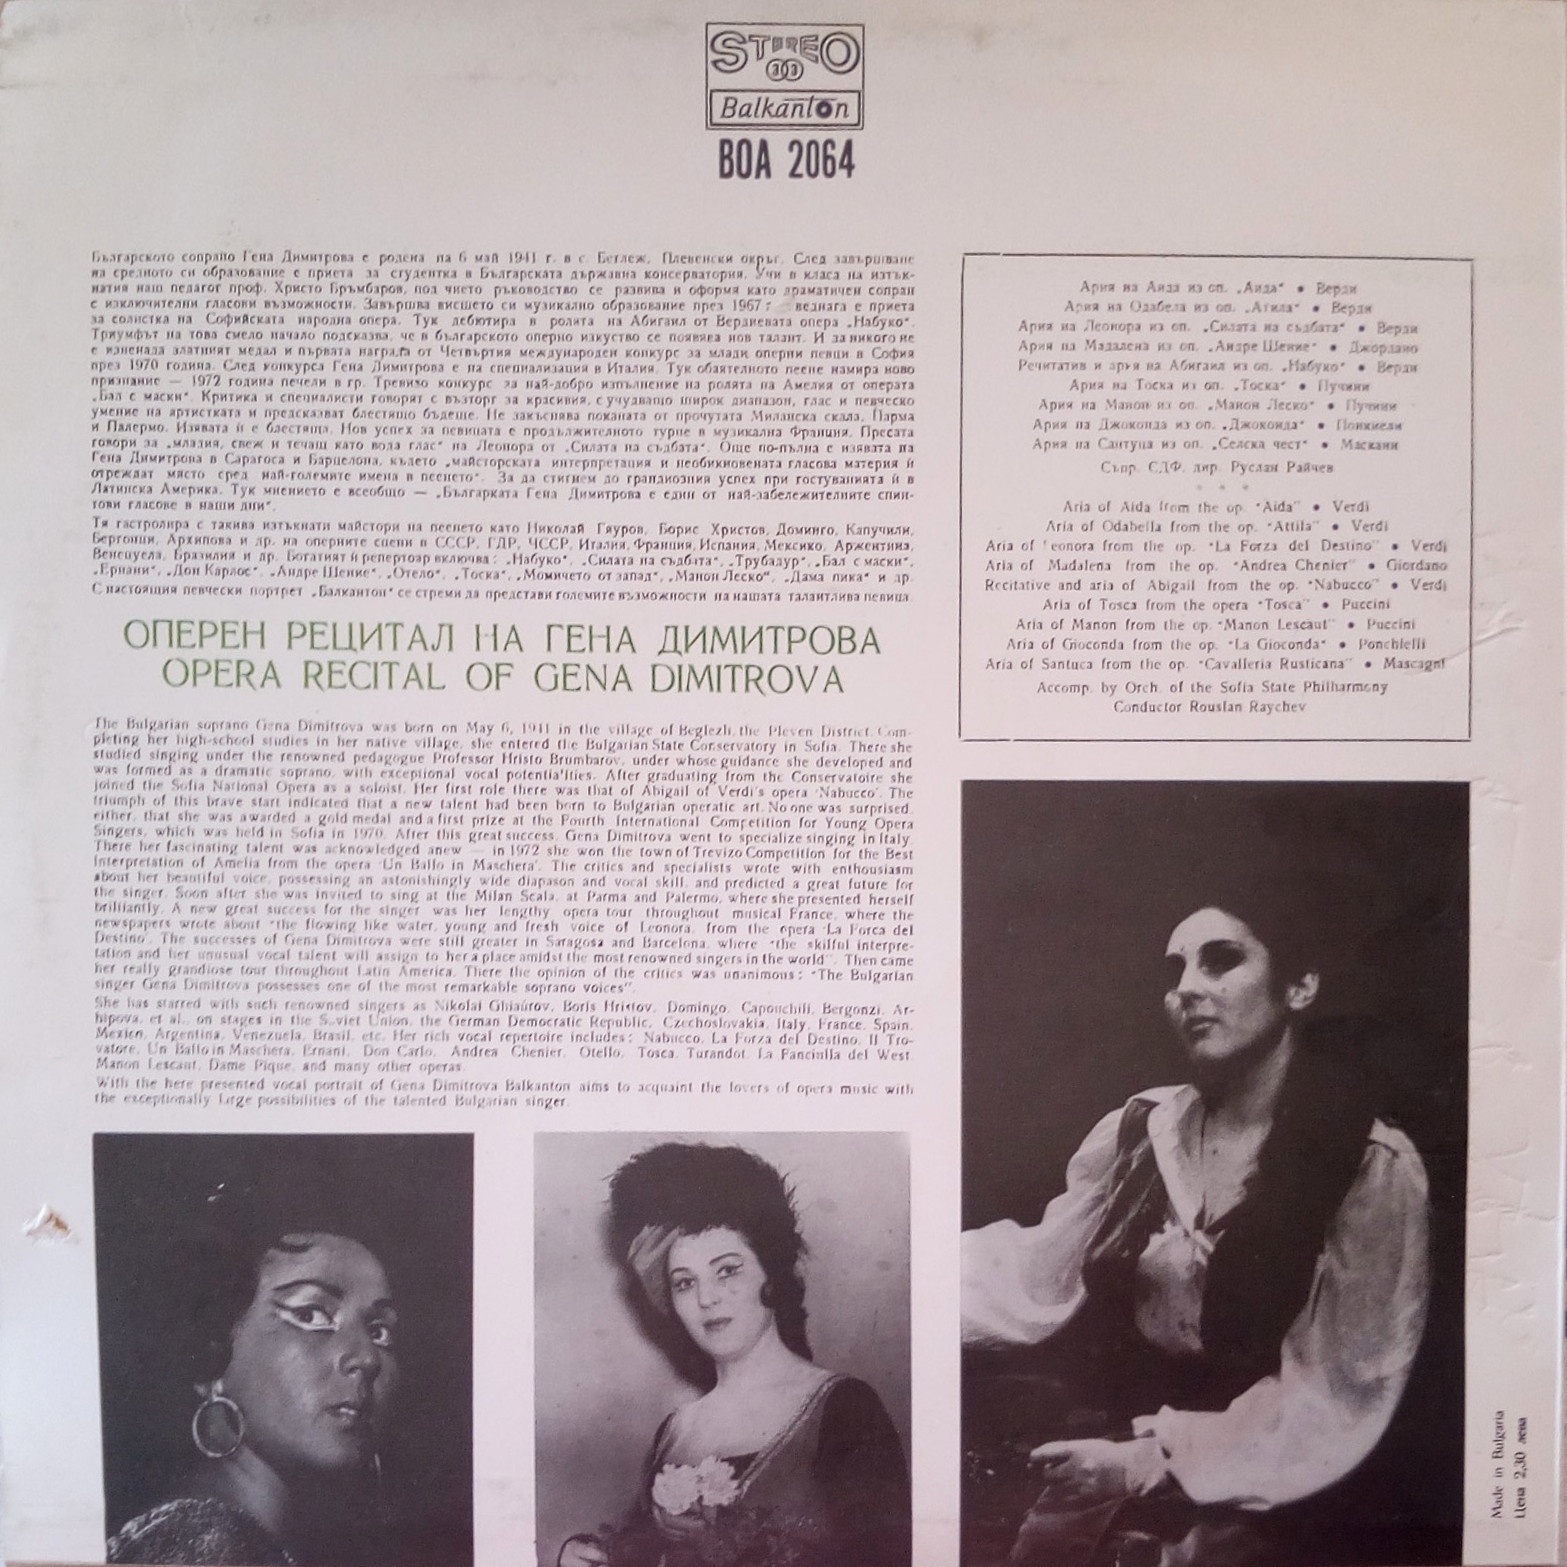 STEREO
33
Balkanton
BOA 2064
Българското сопрано Гена Димитрова е родена на 6 май 1941 г. в с. Беглеж, Плевенски окръг. След завършване
на средното си образование е приета за студентка в Българската държавна консерватория. Учи в класа на изтък-
натия наш педагог проф. Христо Бръмбаров, под чието ръководство се развива и оформя като драматичен сопран
с изключителни гласови възможности. Завършва висшето си музикално образование през 1967 г веднага е приета
за солистка на Софийската народна опера. Тук дебютира в ролята на Абигаил от Вердиевата опера „Набуко“.
Триумфът на това смело начало подсказва, че в българското оперно изкуство се появява нов талант. И за никого не
е изненада златният медал и първата награда от Четвъртия международен конкурс за млади оперни певци в София
през 1970 година. След конкурса Гена Димитрова е на специализация в Италия. Тук обаятелното пеене намира ново
признание — 1972 година печели в гр. Тревизо конкурс за най-добро изпълнение на ролята на Амелия от операта
„Бал с маски“. Критика и специалисти говорят с възторг за красивия, с учудващо широк диапазон, глас и певческо
умение на артистката и предсказват блестящо бъдеще. Не закъснява поканата от прочутата Миланска скала, Парма
и Палермо. Изявата ѝ е блестяща. Нов успех за певицата е продължителното турне в музикална Франция. Пресата
говори за „младия, свеж и течащ като вода глас“ на Леонора от „Силата на съдбата“. Още по-пълна е изявата на
Гена Димитрова в Сарагоса и Барцелона, където „майсторската интерпретация и необикновената гласова материя ѝ
отреждат място сред най-големите имена в пеенето“. За да стигнем до грандиозния успех при гостуванията ѝ в
Латинска Америка. Тук мнението е всеобщо — „Българката Гена Димитрова е един от най-забележителните спин-
тови гласове в наши дни“.
Тя гастролира с такива изтъкнати майстори на пеенето като Николай Гяуров, Борис Христов, Доминго, Капучили,
Бергонци, Архипова и др. на оперните сцени в СССР, ГДР, ЧССР, Италия, Франция, Испания, Мексико, Аржентина,
Венецуела, Бразилия и др. Богатият ѝ репертоар включва: „Набуко“, „Силата на съдбата“, „Трубадур“, „Бал с маски“,
„Ернани“, „Дон Карлос“, „Андре Шение“, „Отело“, „Тоска“, „Момичето от запад“, „Манон Леско“, „Дама пика“ и др.
С настоящия певчески портрет „Балкантон“ се стреми да представи големите възможности на нашата талантлива певица.
ОПЕРЕН РЕЦИТАЛ НА ГЕНА ДИМИТРОВА
OPERA RECITAL OF GENA DIMITROVA
The Bulgarian soprano Gena Dimitrova was born on May 6, 1941 in the village of Beglezh, the Pleven District. Com-
pleting her high-school studies in her native village, she entered the Bulgarian State Conservatory in Sofia. There she
studied singing under the renowned pedagogue Professor Hristo Brumbarov, under whose guidance she developed and
was formed as a dramatic soprano, with exceptional vocal potentialities. After graduating from the Conservatoire she
joined the Sofia National Opera as a soloist. Her first role there was that of Abigail of Verdi's opera 'Nabucco'. The
triumph of this brave start indicated that a new talent had been born to Bulgarian operatic art. No one was surprised,
either, that she was awarded a gold medal and a first prize at the Fourth International Competition for Young Opera
Singers, which was held in Sofia in 1970. After this great success, Gena Dimitrova went to specialize singing in Italy.
There her fascinating talent was acknowledged anew — in 1972 she won the town of Trevizo Competition for the Best
Interpretation of Amelia from the opera 'Un Ballo in Maschera'. The critics and specialists wrote with enthusiasm
about her beautiful voice, possessing an astonishingly wide diapason and vocal skill, and predicted a great future for
the singer. Soon after she was invited to sing at the Milan Scala, at Parma and Palermo, where she presented herself
brilliantly. A new great success for the singer was her lengthy opera tour throughout musical France, where the
newspapers wrote about "the flowing like water, young and fresh voice of Leonora, from the opera 'La Forca del
Destino'. The successes of Gena Dimitrova were still greater in Saragosa and Barcelona, where "the skilful interpre-
tation and her unusual vocal talent will assign to her a place amidst the most renowned singers in the world". Then came
her really grandiose tour throughout Latin America. There the opinion of the critics was unanimous: "The Bulgarian
singer Gena Dimitrova possesses one of the most remarkable soprano voices".
She has starred with such renowned singers as Nikolai Ghiaurov, Boris Hristov, Domingo, Capouchili, Bergonzi, Ar-
hipova, et al., on stages in the Soviet Union, the German Democratic Republic, Czechoslovakia, Italy, France, Spain,
Mexico, Argentina, Venezuela, Brasil, etc. Her rich vocal repertoire includes: Nabucco, La Forza del Destino, Il Tro-
vatore, Un Ballo in Maschera, Ernani, Don Carlo, Andrea Chenier, Otello, Tosca, Turandot, La Fanciulla del West,
Manon Lescaut, Dame Pique, and many other operas.
With the here presented vocal portrait of Gena Dimitrova Balkanton aims to acquaint the lovers of opera music with
the exceptionally large possibilities of the talented Bulgarian singer.
Ария на Аида из оп. „Аида“ • Верди
Ария на Одабела из оп. „Атила“ • Верди
Ария на Леонора из оп. „Силата на съдбата“ • Верди
Ария на Мадалена из оп. „Андре Шение“ • Джордано
Речитатив и ария на Абигаил из оп. „Набуко“ • Верди
Ария на Тоска из оп. „Тоска“ • Пучини
Ария на Манон из оп. „Манон Леско“ • Пучини
Ария на Джоконда из оп. „Джоконда“ • Понкиели
Ария на Сантуца из оп. „Селска чест“ • Маскани
Съпр. СДФ, дир. Руслан Райчев
* * *
Aria of Aida from the op. "Aida" • Verdi
Aria of Odabella from the op. "Attila" • Verdi
Aria of Leonora from the op. "La Forza del Destino" • Verdi
Aria of Madalena from the op. "Andrea Chenier" • Giordano
Recitative and aria of Abigail from the op. "Nabucco" • Verdi
Aria of Tosca from the opera "Tosca" • Puccini
Aria of Manon from the op. "Manon Lescaut" • Puccini
Aria of Gioconda from the op. "La Gioconda" • Ponchielli
Aria of Santuca from the op. "Cavalleria Rusticana" • Mascagni
Accomp. by Orch. of the Sofia State Philharmony
Conductor Rouslan Raychev
Made in Bulgaria
Цена 2,30 лева